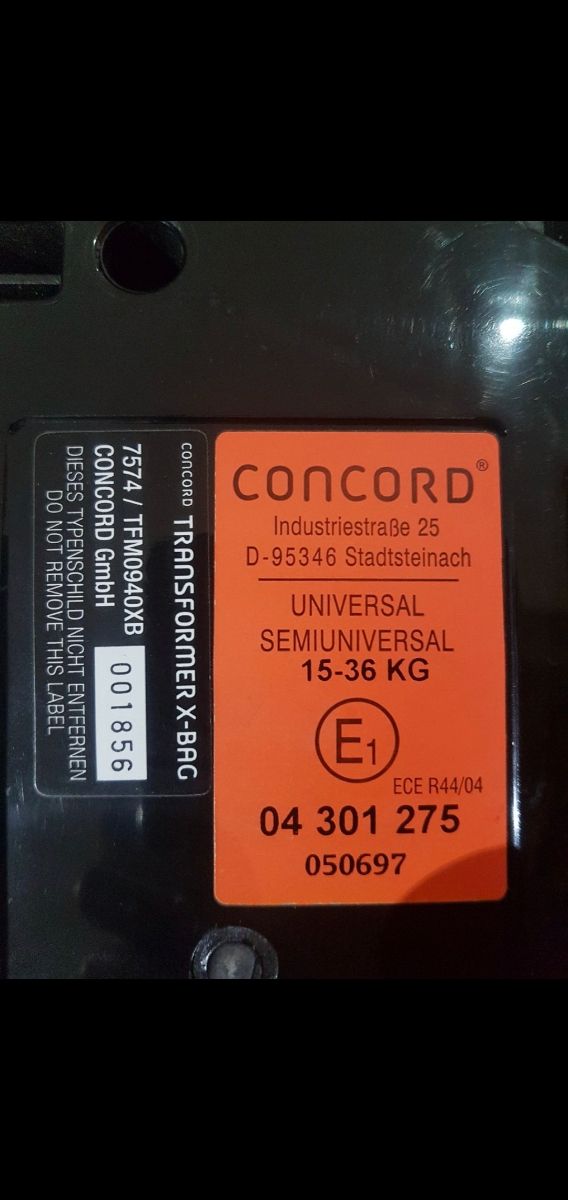 CONCORD TRANSFORMER X-BAG
7574 / TFM0940XB
CONCORD GmbH
001856
DIESES TYPENSCHILD NICHT ENTFERNEN
DO NOT REMOVE THIS LABEL
CONCORD®
Industriestraße 25
D-95346 Stadtsteinach
UNIVERSAL
SEMIUNIVERSAL
15-36 KG
E1
ECE R44/04
04 301 275
050697